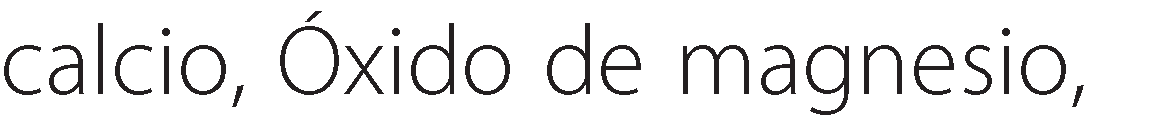 calcio, Óxido de magnesio,